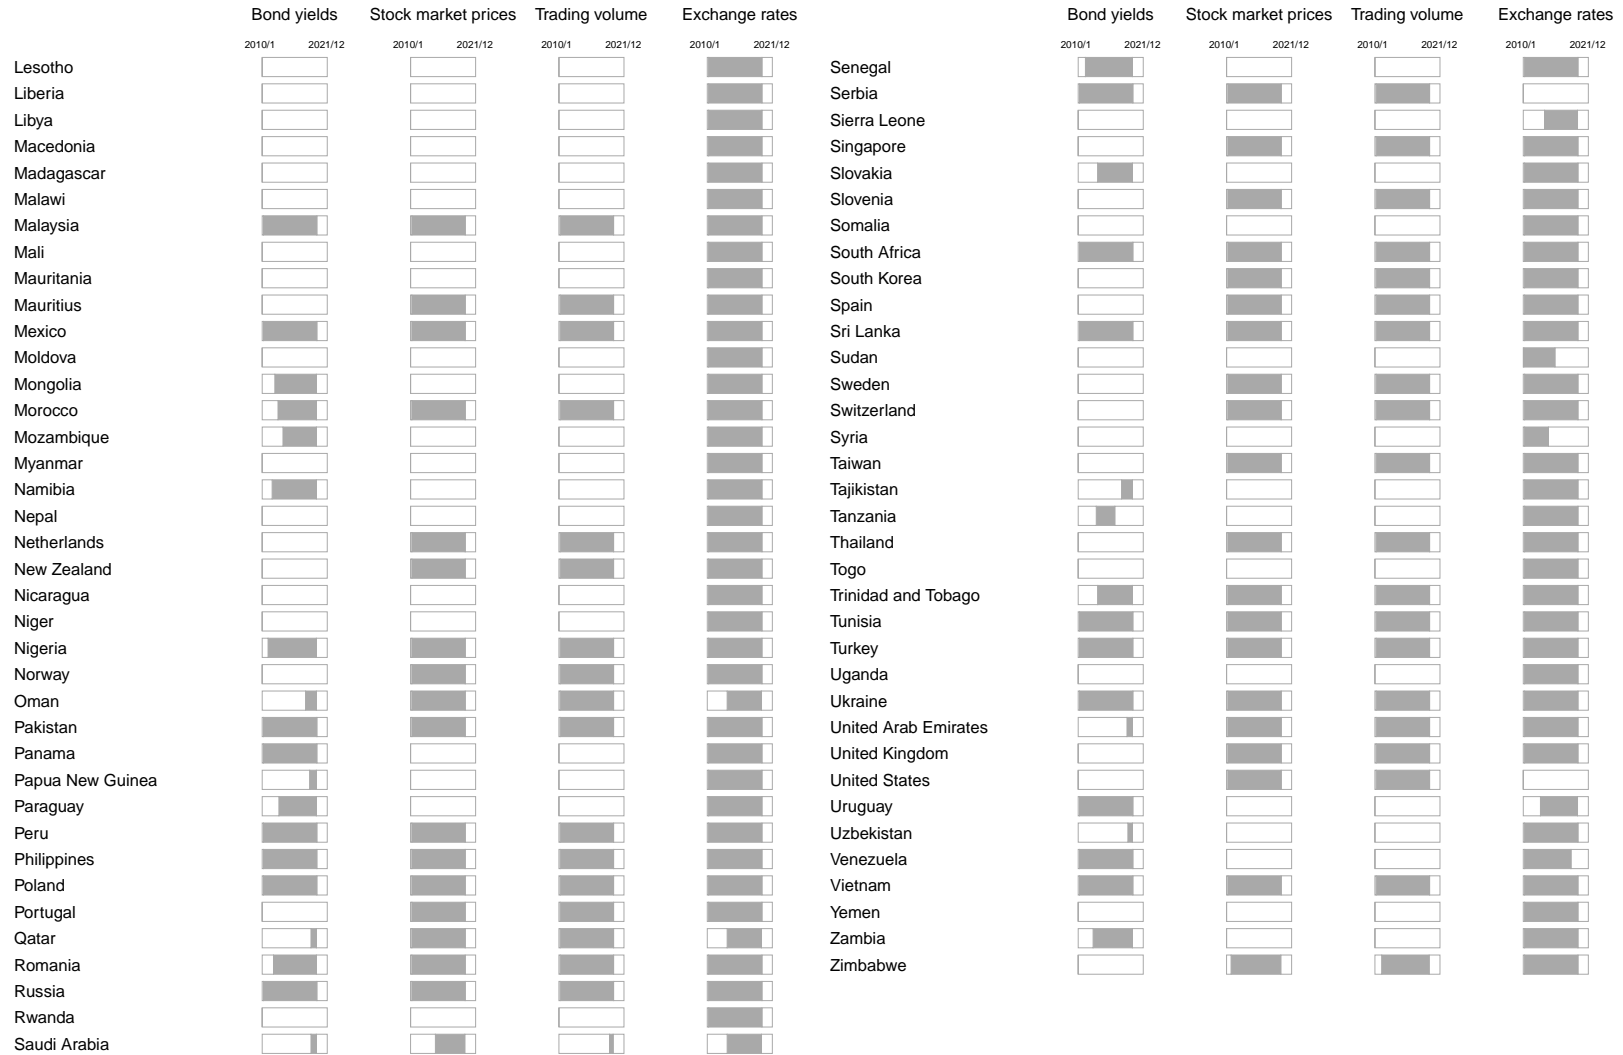 Bond yields Stock market prices Trading volume Exchange rates
2010/1 2021/12 2010/1 2021/12 2010/1 2021/12 2010/1 2021/12
Lesotho
Liberia
Libya
Macedonia
Madagascar
Malawi
Malaysia
Mali
Mauritania
Mauritius
Mexico
Moldova
Mongolia
Morocco
Mozambique
Myanmar
Namibia
Nepal
Netherlands
New Zealand
Nicaragua
Niger
Nigeria
Norway
Oman
Pakistan
Panama
Papua New Guinea
Paraguay
Peru
Philippines
Poland
Portugal
Qatar
Romania
Russia
Rwanda
Saudi Arabia
Bond yields Stock market prices Trading volume Exchange rates
2010/1 2021/12 2010/1 2021/12 2010/1 2021/12 2010/1 2021/12
Senegal
Serbia
Sierra Leone
Singapore
Slovakia
Slovenia
Somalia
South Africa
South Korea
Spain
Sri Lanka
Sudan
Sweden
Switzerland
Syria
Taiwan
Tajikistan
Tanzania
Thailand
Togo
Trinidad and Tobago
Tunisia
Turkey
Uganda
Ukraine
United Arab Emirates
United Kingdom
United States
Uruguay
Uzbekistan
Venezuela
Vietnam
Yemen
Zambia
Zimbabwe